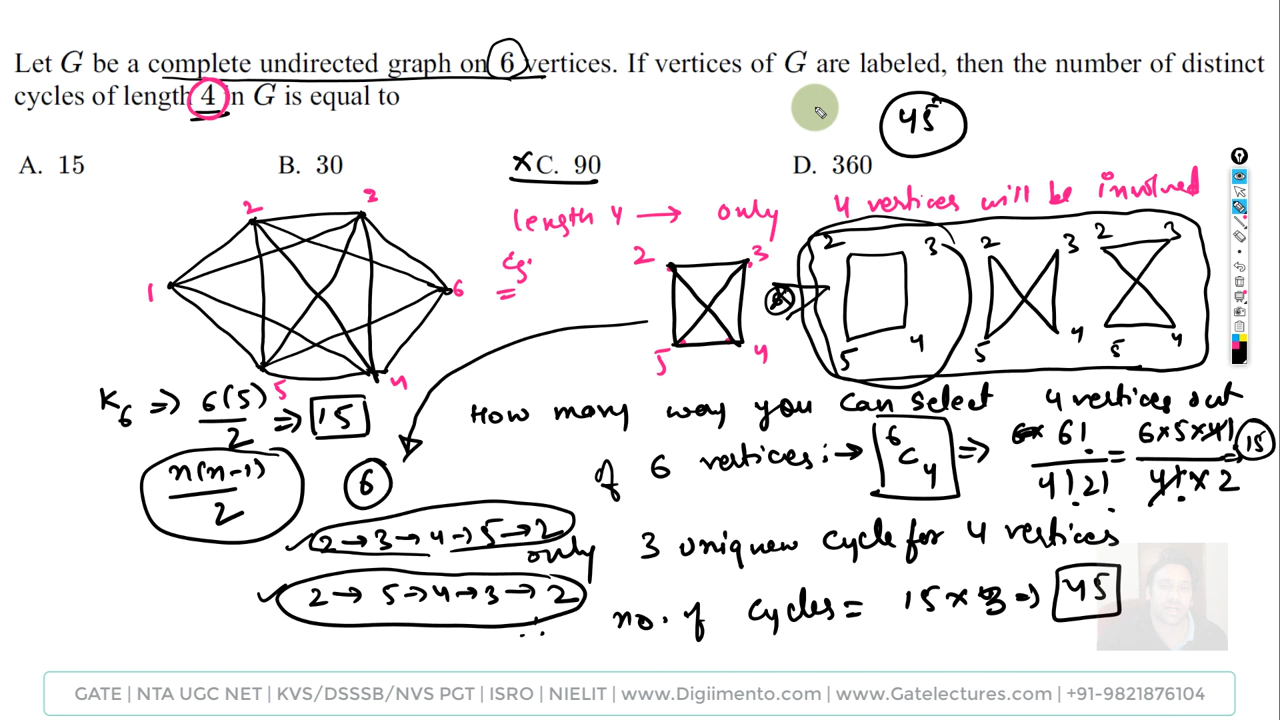 Let G be a complete undirected graph on 6 vertices. If vertices of G are labeled, then the number of distinct
cycles of length 4 in G is equal to
45
A. 15 B. 30 xC. 90 D. 360
length 4 → only 4 vertices will be involved
Eg:
2 3
1 6
5 4
2 3
5 4
2 3
5 4
2 3
5 4
2 3
5 4
K6 ⇒ 6(5)/2 ⇒ 15
n(n-1)/2
6
How many way you can select 4 vertices out
of 6 vertices :→ 6C4 ⇒ 6!/4!2! = 6×5×4!/4!×2 ⇒ 15
2→3→4→5→2
only 3 uniquew cycle for 4 vertices
2→5→4→3→2
∴ no. of cycles = 15 × 3 ⇒ 45
GATE | NTA UGC NET | KVS/DSSSB/NVS PGT | ISRO | NIELIT | www.Digiimento.com | www.Gatelectures.com | +91-9821876104